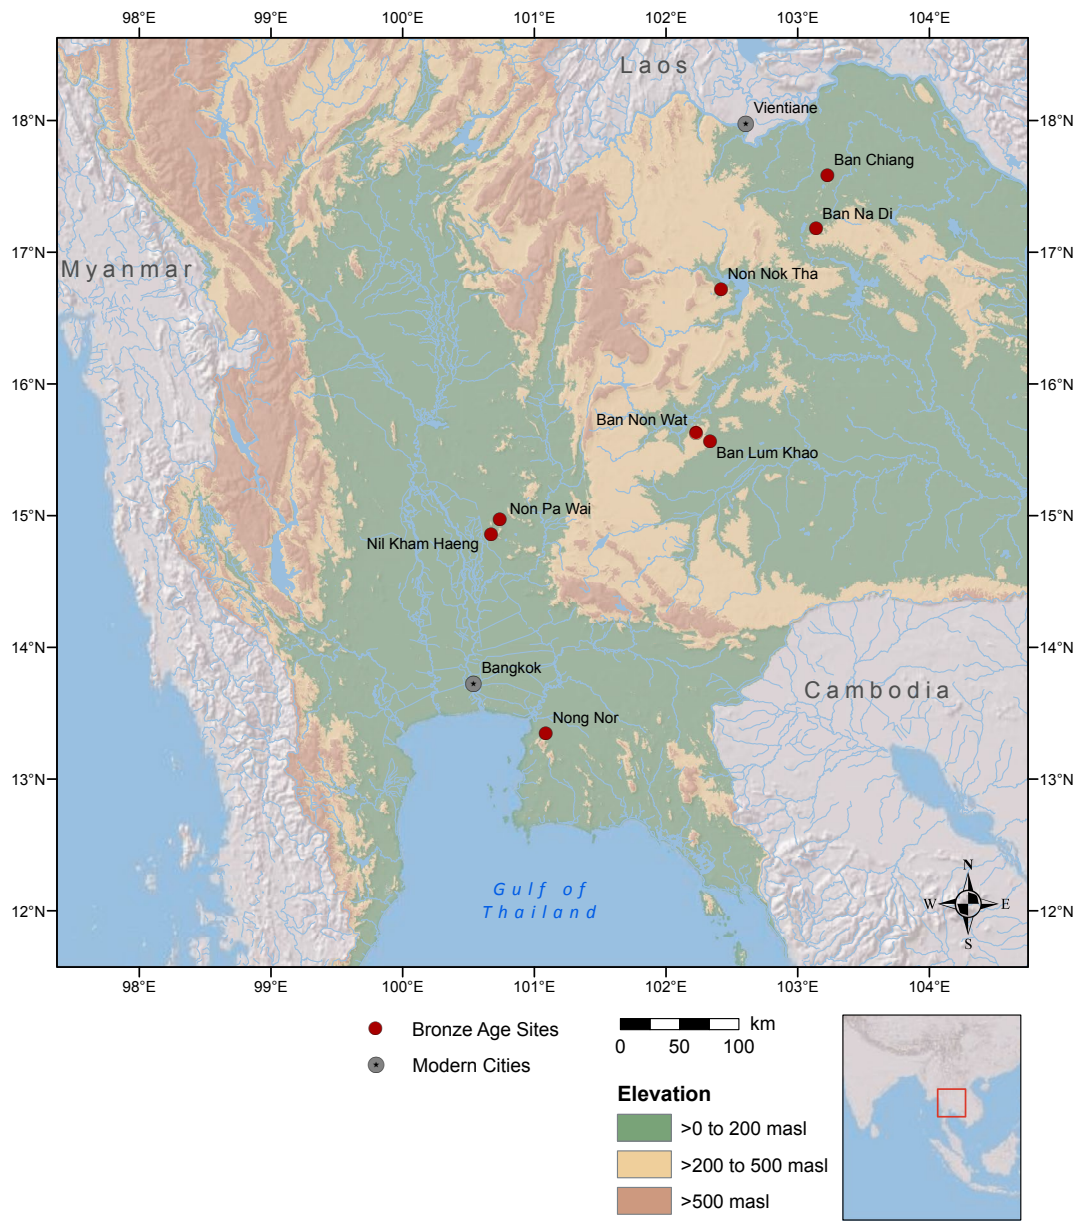 98°E 99°E 100°E 101°E 102°E 103°E 104°E
Laos
Vientiane
18°N 18°N
Ban Chiang
Ban Na Di
17°N 17°N
Myanmar
Non Nok Tha
16°N 16°N
Ban Non Wat
Ban Lum Khao
15°N 15°N
Non Pa Wai
Nil Kham Haeng
14°N 14°N
Bangkok
Cambodia
Nong Nor
13°N 13°N
N
Gulf of
Thailand
W E
12°N 12°N
S
98°E 99°E 100°E 101°E 102°E 103°E 104°E
Bronze Age Sites
Modern Cities
km
0 50 100
Elevation
>0 to 200 masl
>200 to 500 masl
>500 masl